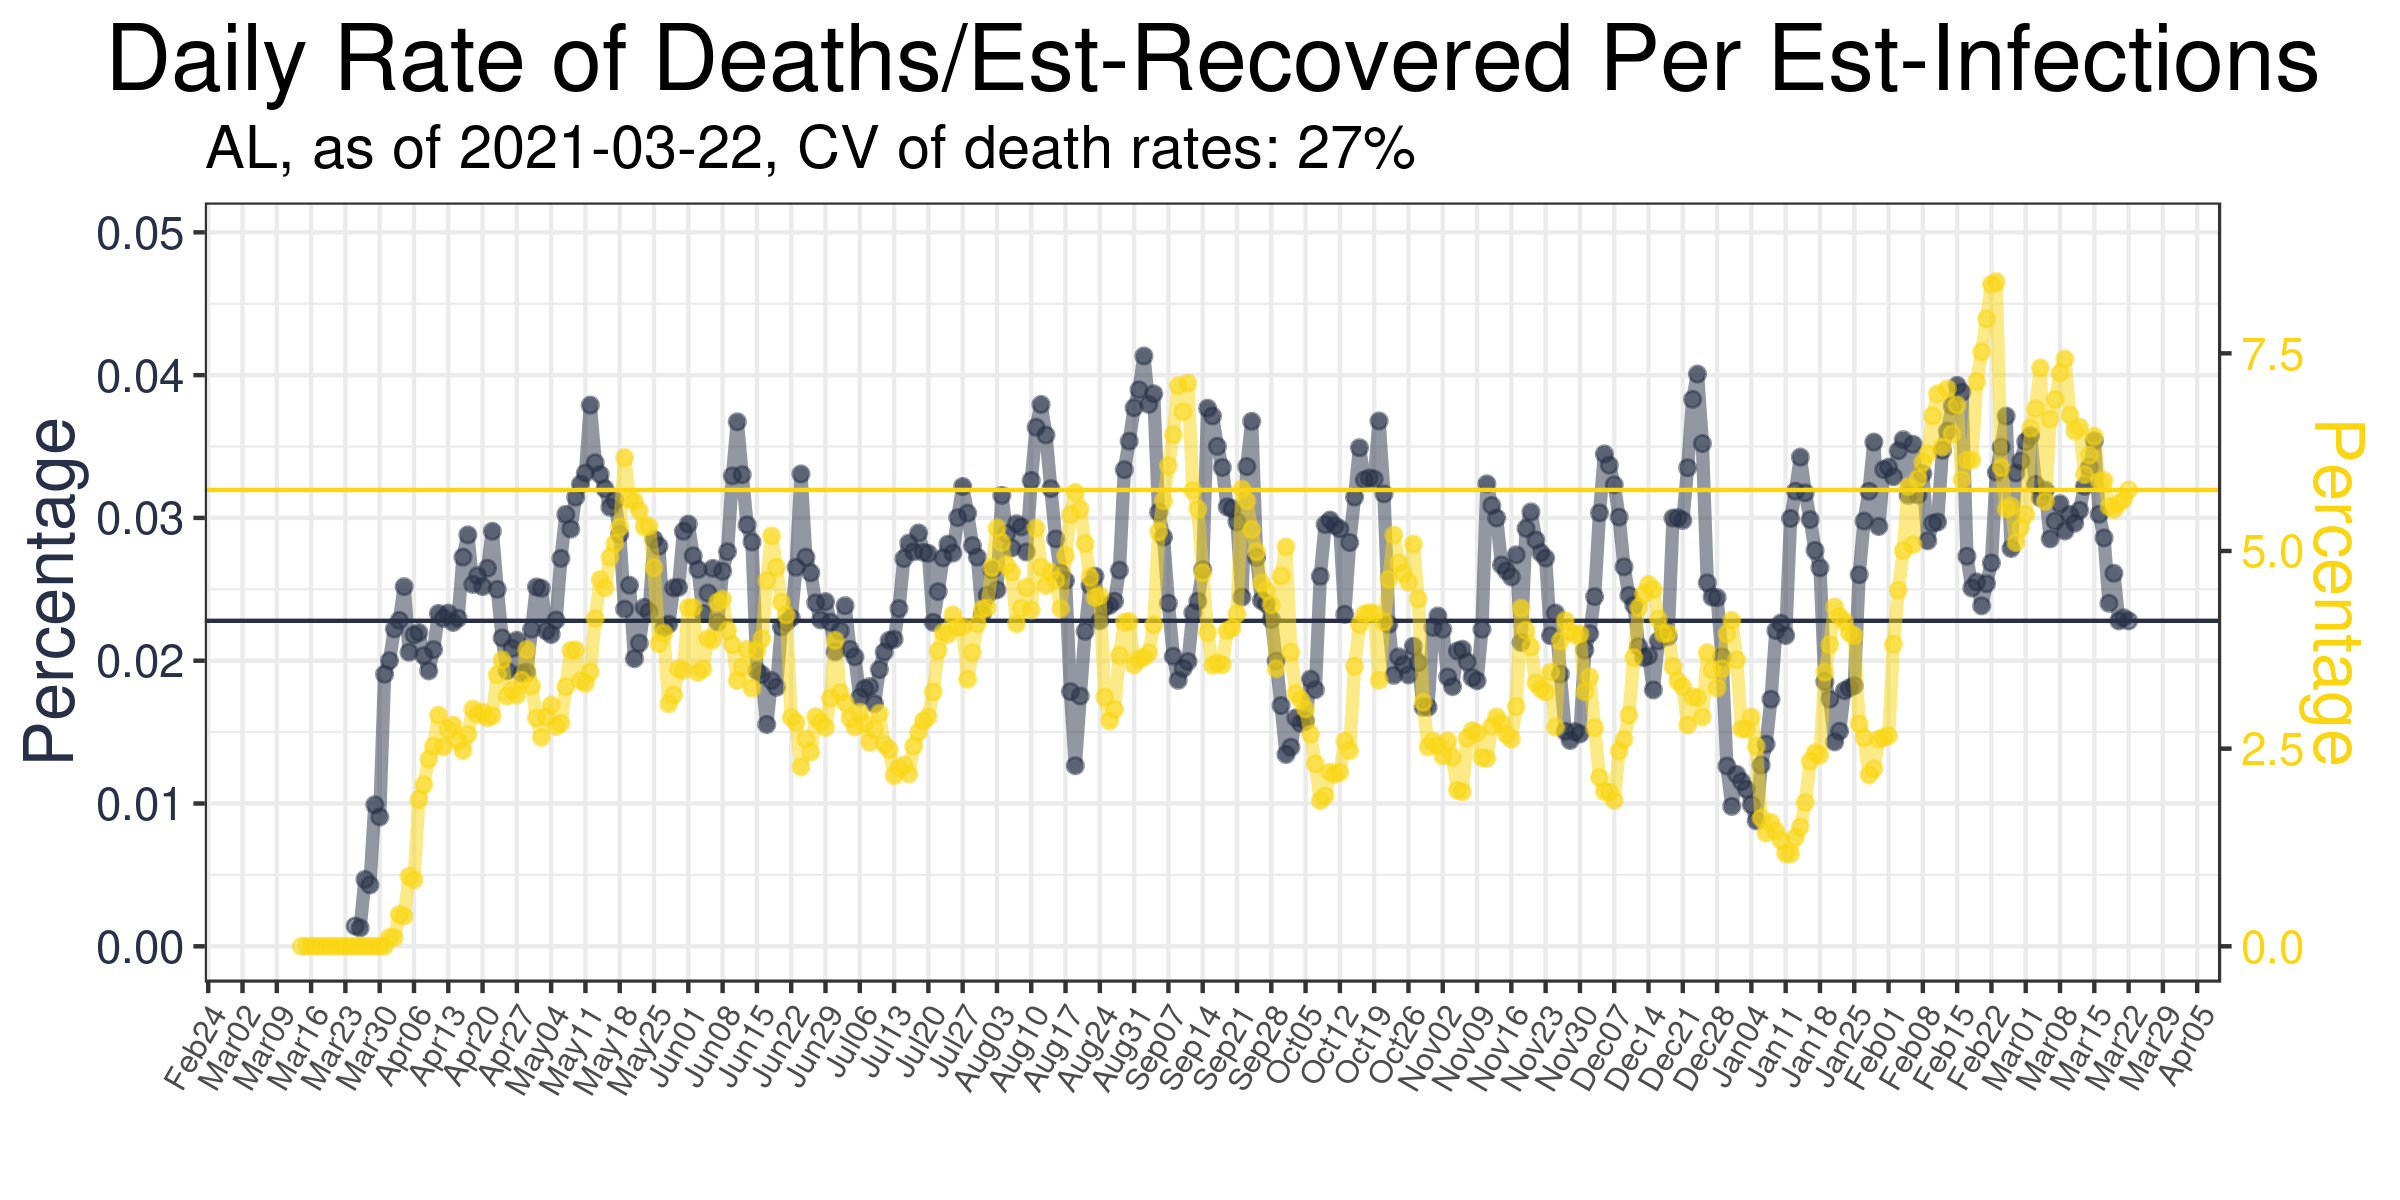 Daily Rate of Deaths/Est-Recovered Per Est-Infections
AL, as of 2021-03-22, CV of death rates: 27%
Percentage
0.05
0.04
0.03
0.02
0.01
0.00
7.5
5.0
2.5
0.0
Percentage
Feb24
Mar02
Mar09
Mar16
Mar23
Mar30
Apr06
Apr13
Apr20
Apr27
May04
May11
May18
May25
Jun01
Jun08
Jun15
Jun22
Jun29
Jul06
Jul13
Jul20
Jul27
Aug03
Aug10
Aug17
Aug24
Aug31
Sep07
Sep14
Sep21
Sep28
Oct05
Oct12
Oct19
Oct26
Nov02
Nov09
Nov16
Nov23
Nov30
Dec07
Dec14
Dec21
Dec28
Jan04
Jan11
Jan18
Jan25
Feb01
Feb08
Feb15
Feb22
Mar01
Mar08
Mar15
Mar22
Mar29
Apr05